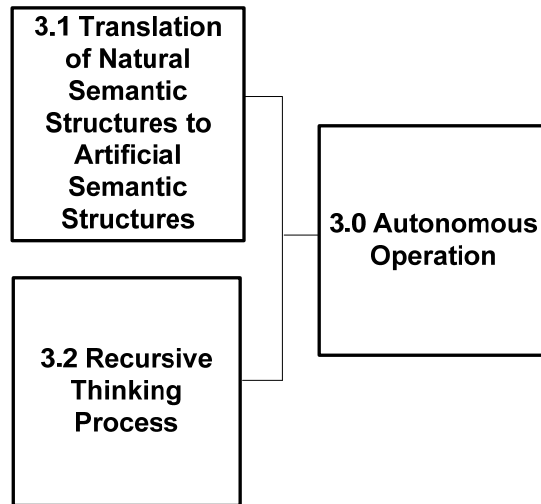 3.1 Translation
of Natural
Semantic
Structures to
Artificial
Semantic
Structures
3.0 Autonomous
Operation
3.2 Recursive
Thinking
Process